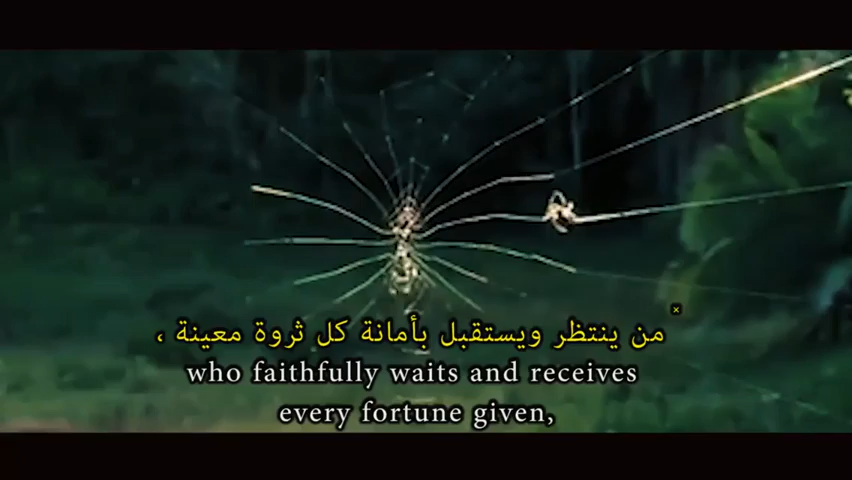 من ينتظر ويستقبل بأمانة كل ثروة معينة ،
who faithfully waits and receives
every fortune given,